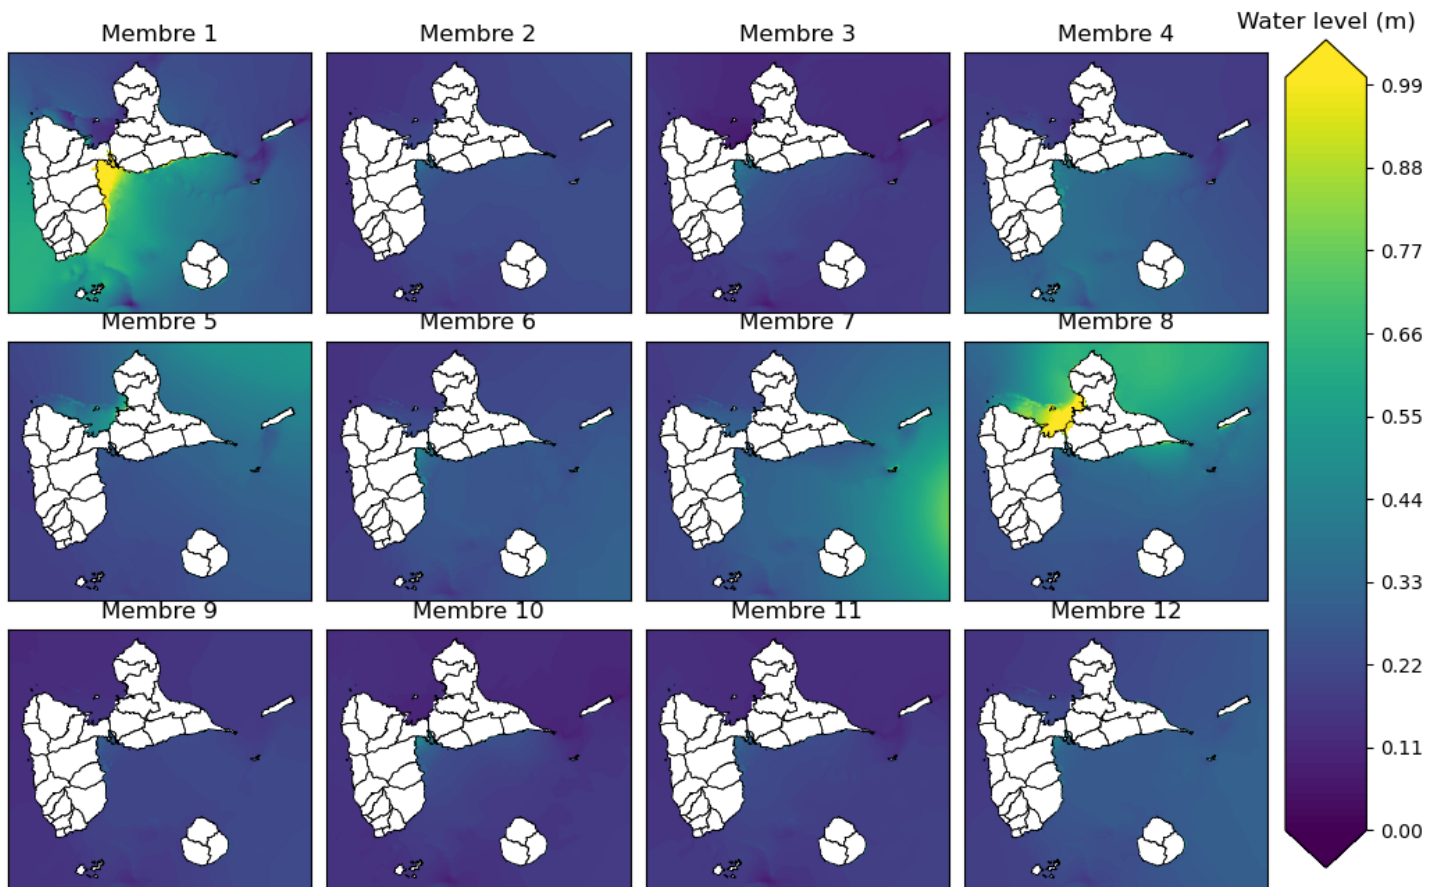 Water level (m)
Membre 1
Membre 2
Membre 3
Membre 4
0.99
0.88
0.77
0.66
0.55
0.44
0.33
0.22
0.11
0.00
Membre 5
Membre 6
Membre 7
Membre 8
Membre 9
Membre 10
Membre 11
Membre 12